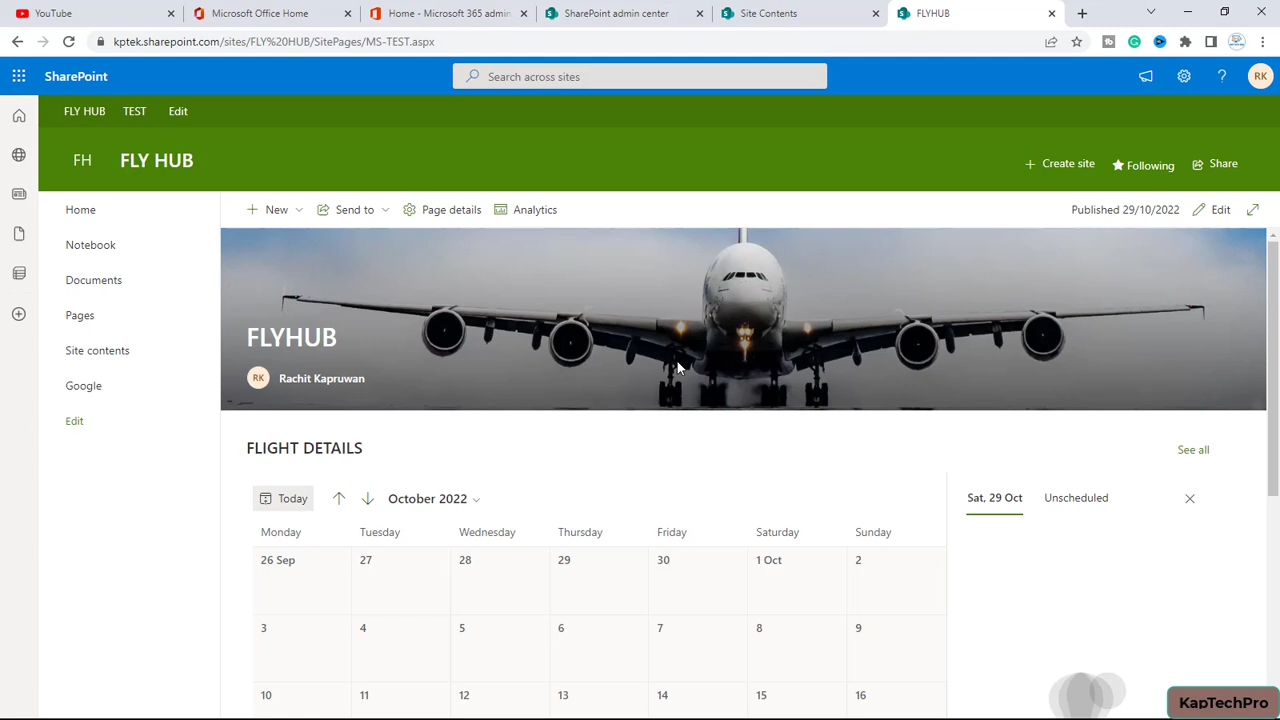 YouTube Microsoft Office Home Home - Microsoft 365 admin SharePoint admin center Site Contents FLYHUB
kptek.sharepoint.com/sites/FLY%20HUB/SitePages/MS-TEST.aspx
SharePoint Search across sites RK
FLY HUB TEST Edit
FH FLY HUB Create site Following Share
Home New Send to Page details Analytics Published 29/10/2022 Edit
Notebook
Documents
Pages
Site contents
Google
Edit
FLYHUB
RK Rachit Kapruwan
FLIGHT DETAILS See all
Today October 2022 Sat, 29 Oct Unscheduled
Monday Tuesday Wednesday Thursday Friday Saturday Sunday
26 Sep 27 28 29 30 1 Oct 2
3 4 5 6 7 8 9
10 11 12 13 14 15 16
KapTechPro